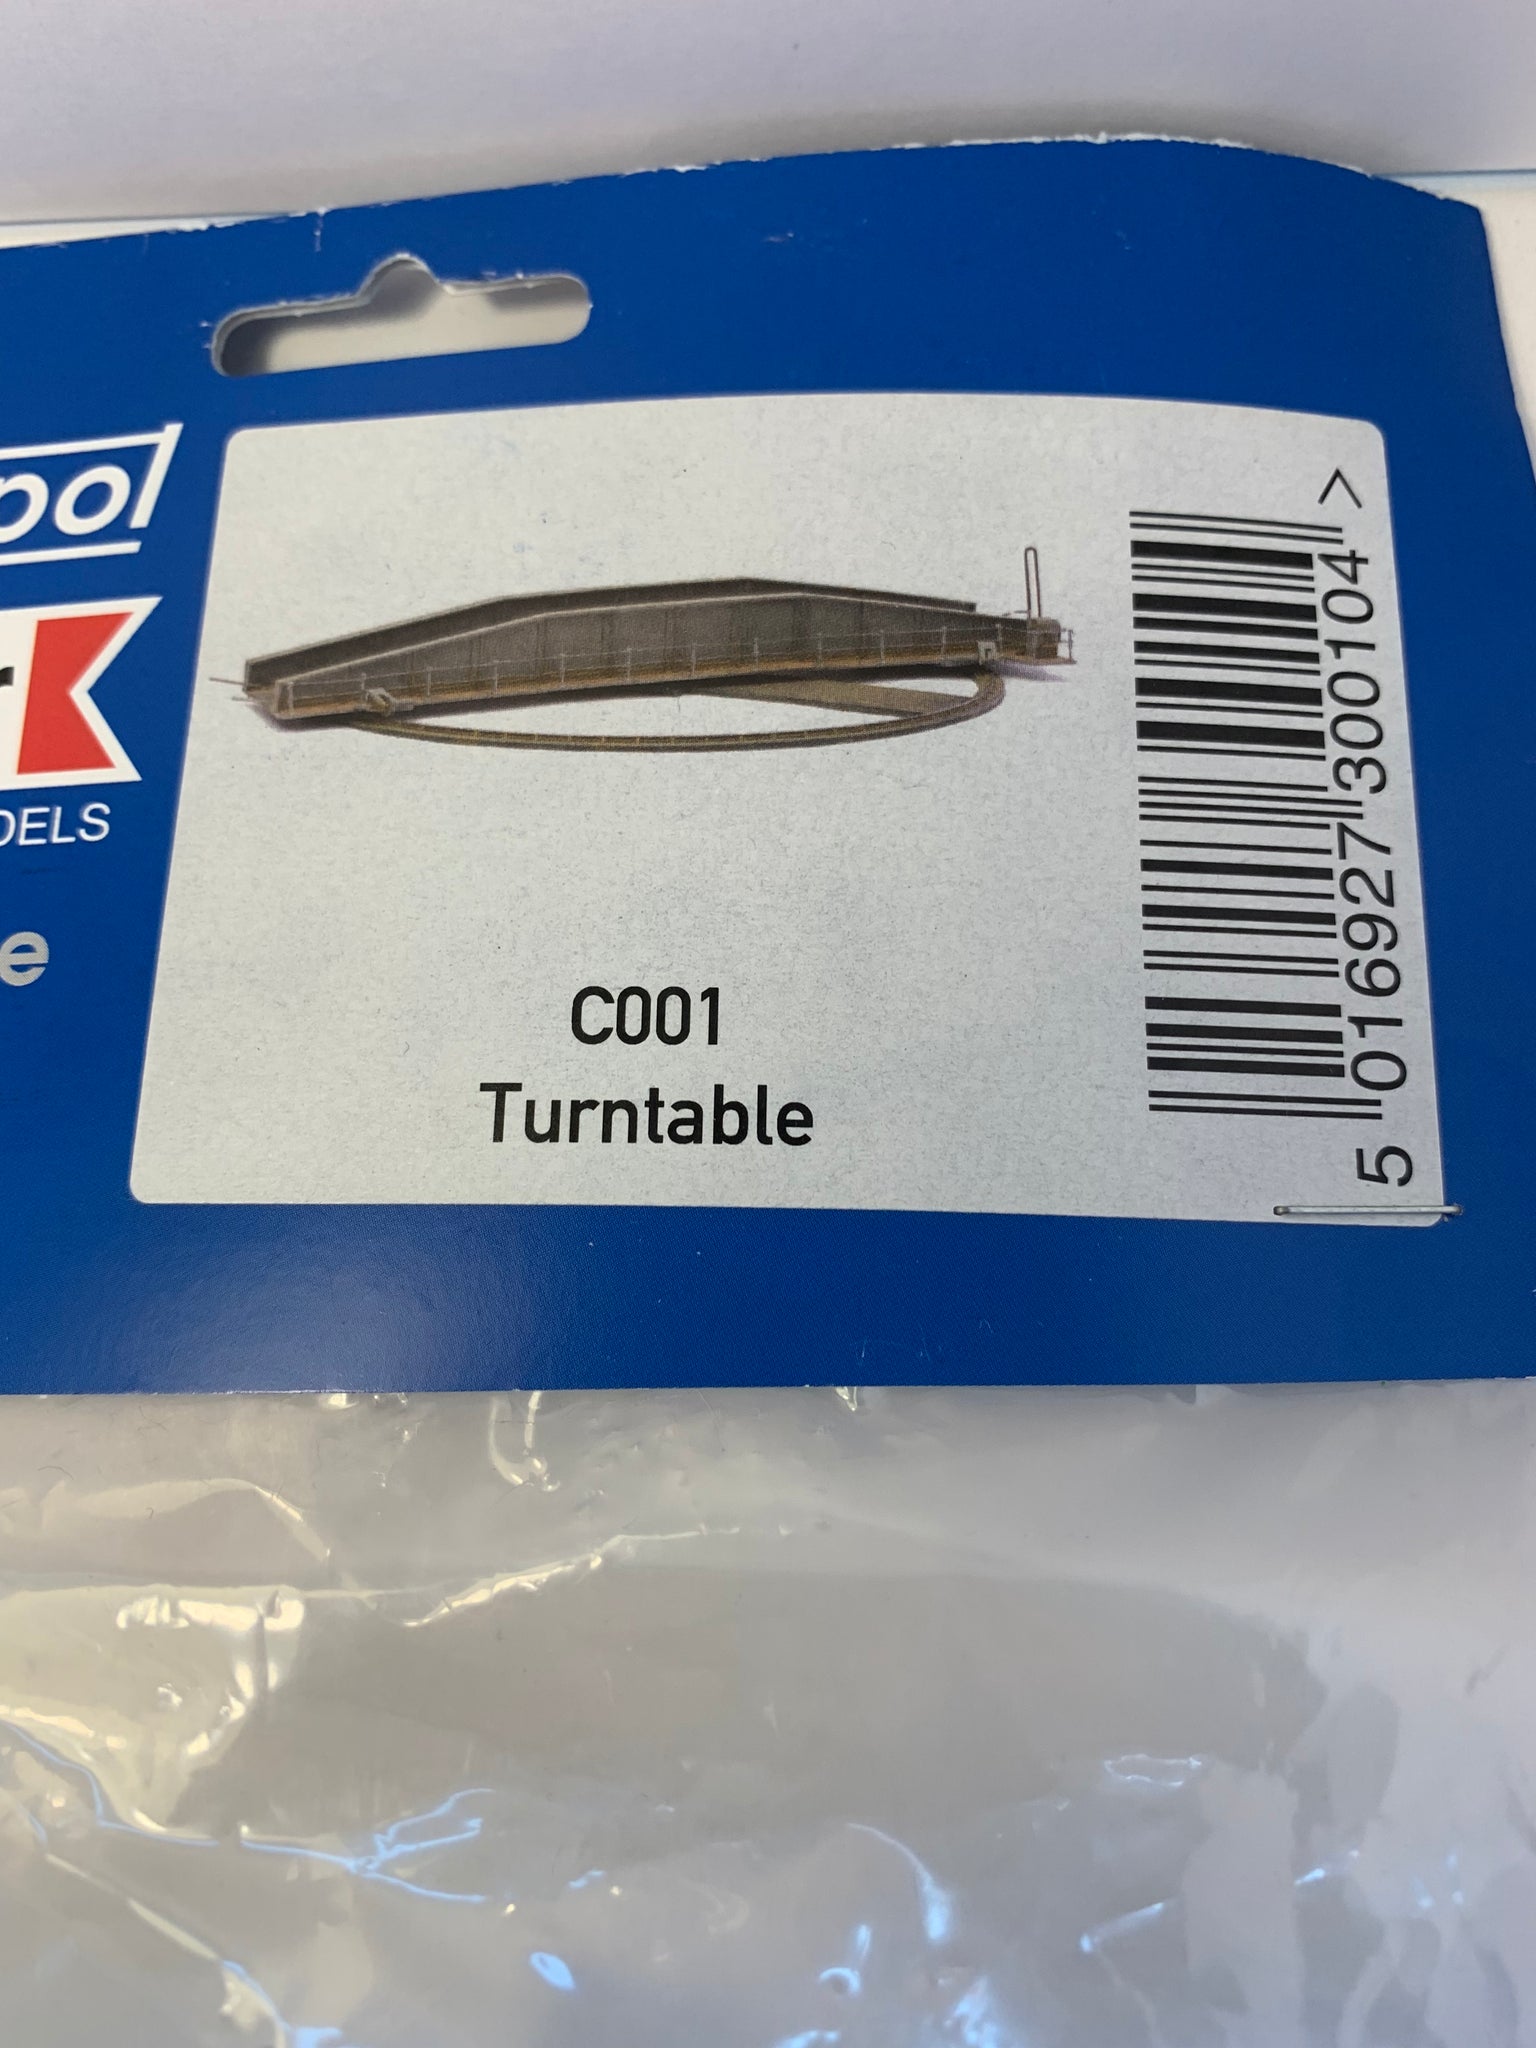 pol
r
DELS
e
C001
Turntable
5 016927 300104 >